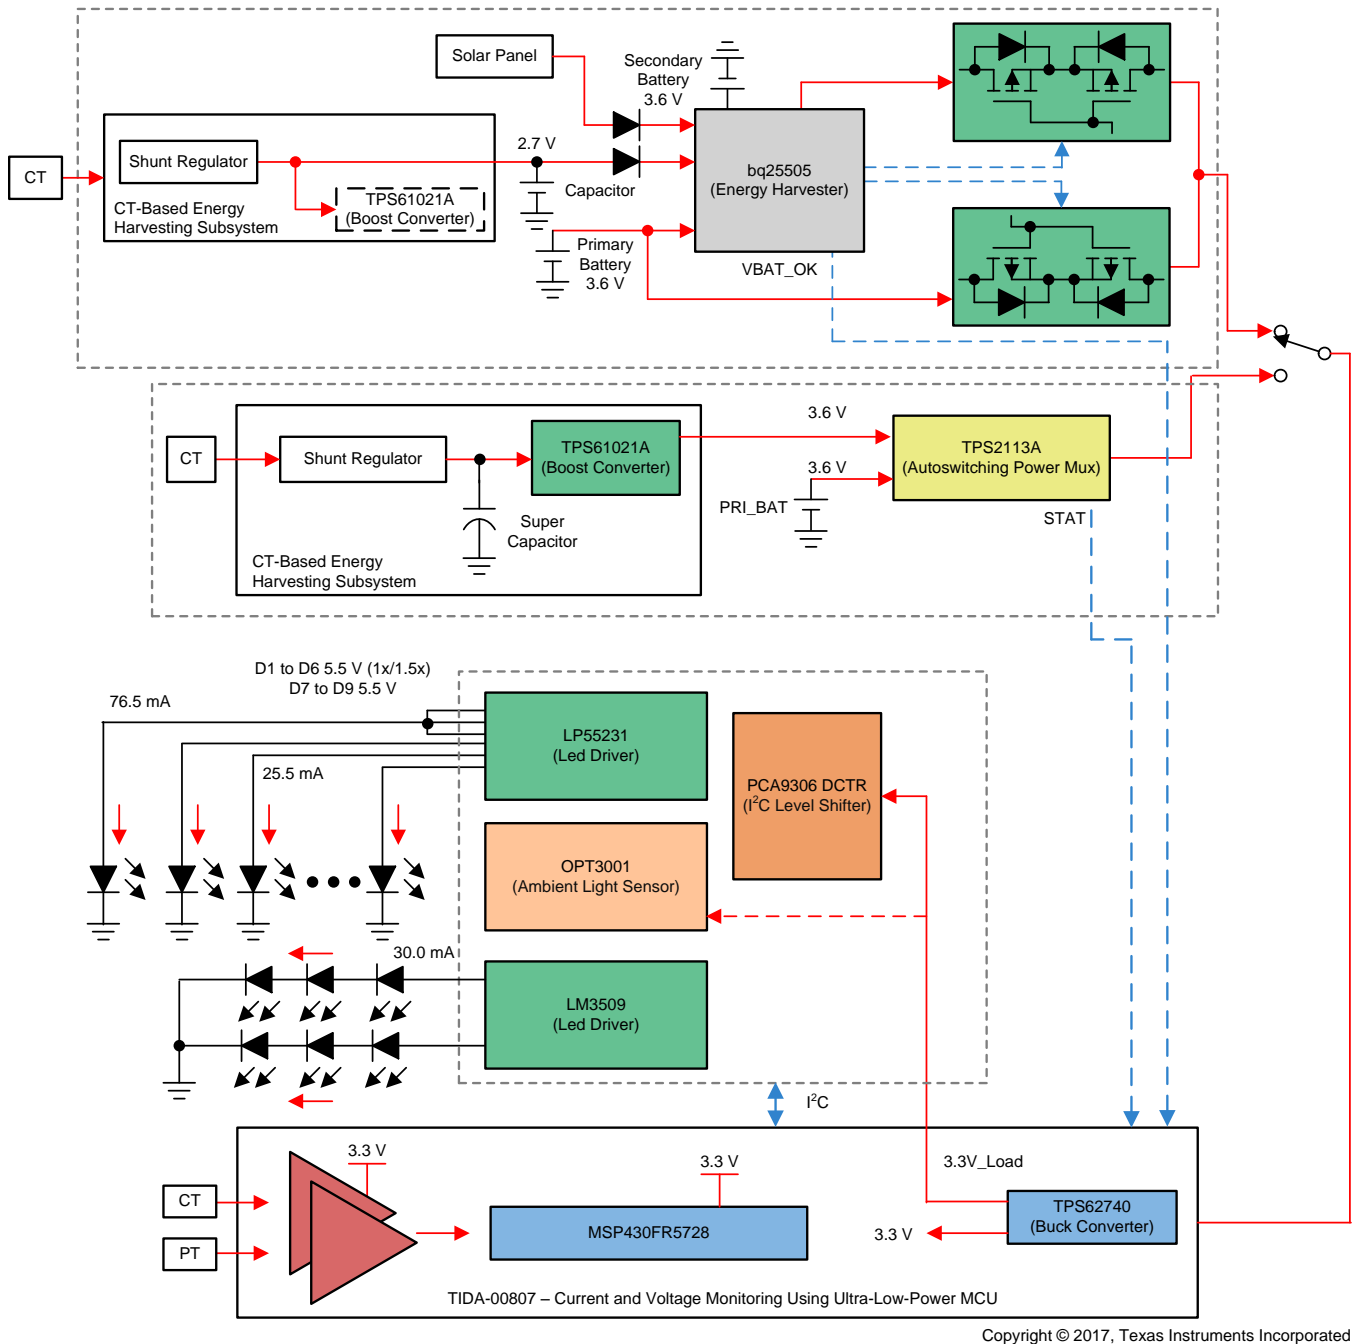 Solar Panel
Secondary
Battery
3.6 V
CT
Shunt Regulator
TPS61021A
(Boost Converter)
CT-Based Energy
Harvesting Subsystem
2.7 V
Capacitor
Primary
Battery
3.6 V
bq25505
(Energy Harvester)
VBAT_OK
CT
Shunt Regulator
TPS61021A
(Boost Converter)
Super
Capacitor
CT-Based Energy
Harvesting Subsystem
3.6 V
3.6 V
PRI_BAT
TPS2113A
(Autoswitching Power Mux)
STAT
D1 to D6 5.5 V (1x/1.5x)
D7 to D9 5.5 V
76.5 mA
25.5 mA
LP55231
(Led Driver)
PCA9306 DCTR
(I²C Level Shifter)
OPT3001
(Ambient Light Sensor)
30.0 mA
LM3509
(Led Driver)
I²C
CT
PT
3.3 V
3.3 V
MSP430FR5728
3.3V_Load
3.3 V
TPS62740
(Buck Converter)
TIDA-00807 – Current and Voltage Monitoring Using Ultra-Low-Power MCU
Copyright © 2017, Texas Instruments Incorporated